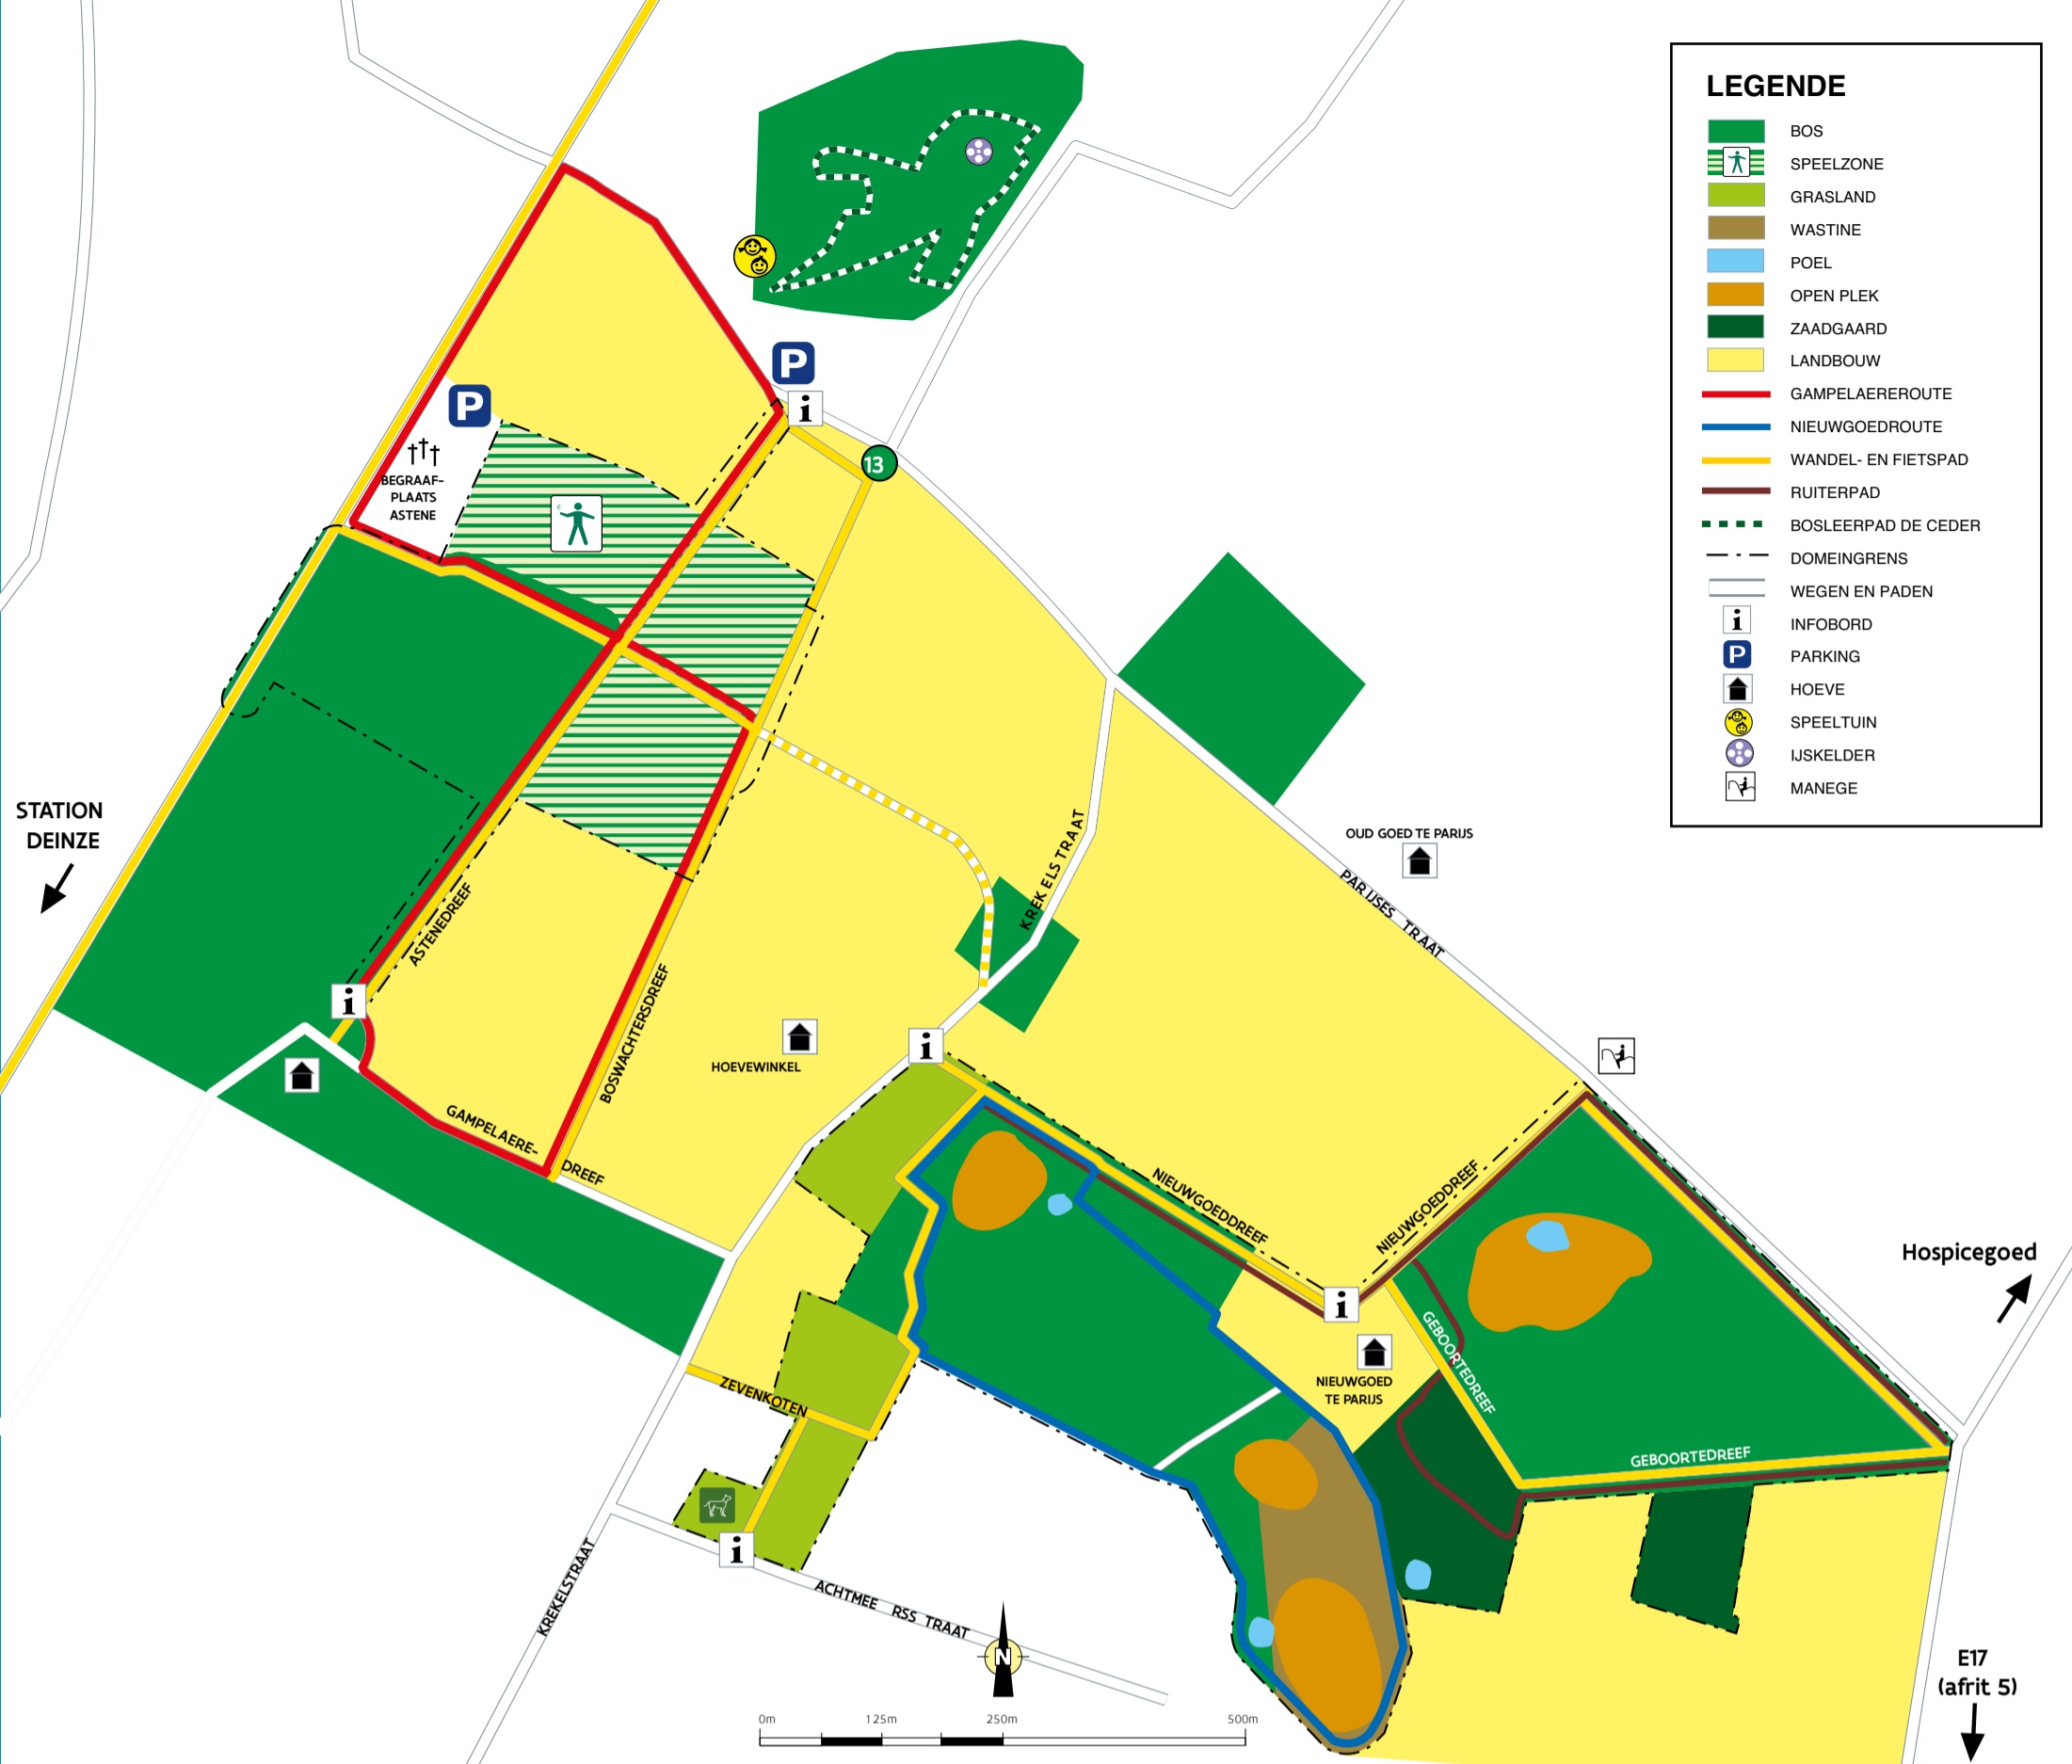 LEGENDE
BOS
SPEELZONE
GRASLAND
WASTINE
POEL
OPEN PLEK
ZAADGAARD
LANDBOUW
GAMPELAEREROUTE
NIEUWGOEDROUTE
WANDEL- EN FIETSPAD
RUITERPAD
BOSLEERPAD DE CEDER
DOMEINGRENS
WEGEN EN PADEN
i INFOBORD
P PARKING
HOEVE
SPEELTUIN
IJSKELDER
MANEGE
P
i
P
13
BEGRAAF-
PLAATS
ASTENE
STATION
DEINZE
OUD GOED TE PARIJS
KREK ELS TRAAT
PARIJSES TRAAT
ASTENEDREEF
BOSWACHTERSDREEF
i
i
HOEVEWINKEL
GAMPELAERE-
DREEF
NIEUWGOEDDREEF
NIEUWGOEDDREEF
Hospicegoed
i
GEBOORTEDREEF
NIEUWGOED
TE PARIJS
ZEVENKOTEN
GEBOORTEDREEF
i
KREKELSTRAAT
ACHTMEE RSS TRAAT
N
E17
(afrit 5)
0m 125m 250m 500m